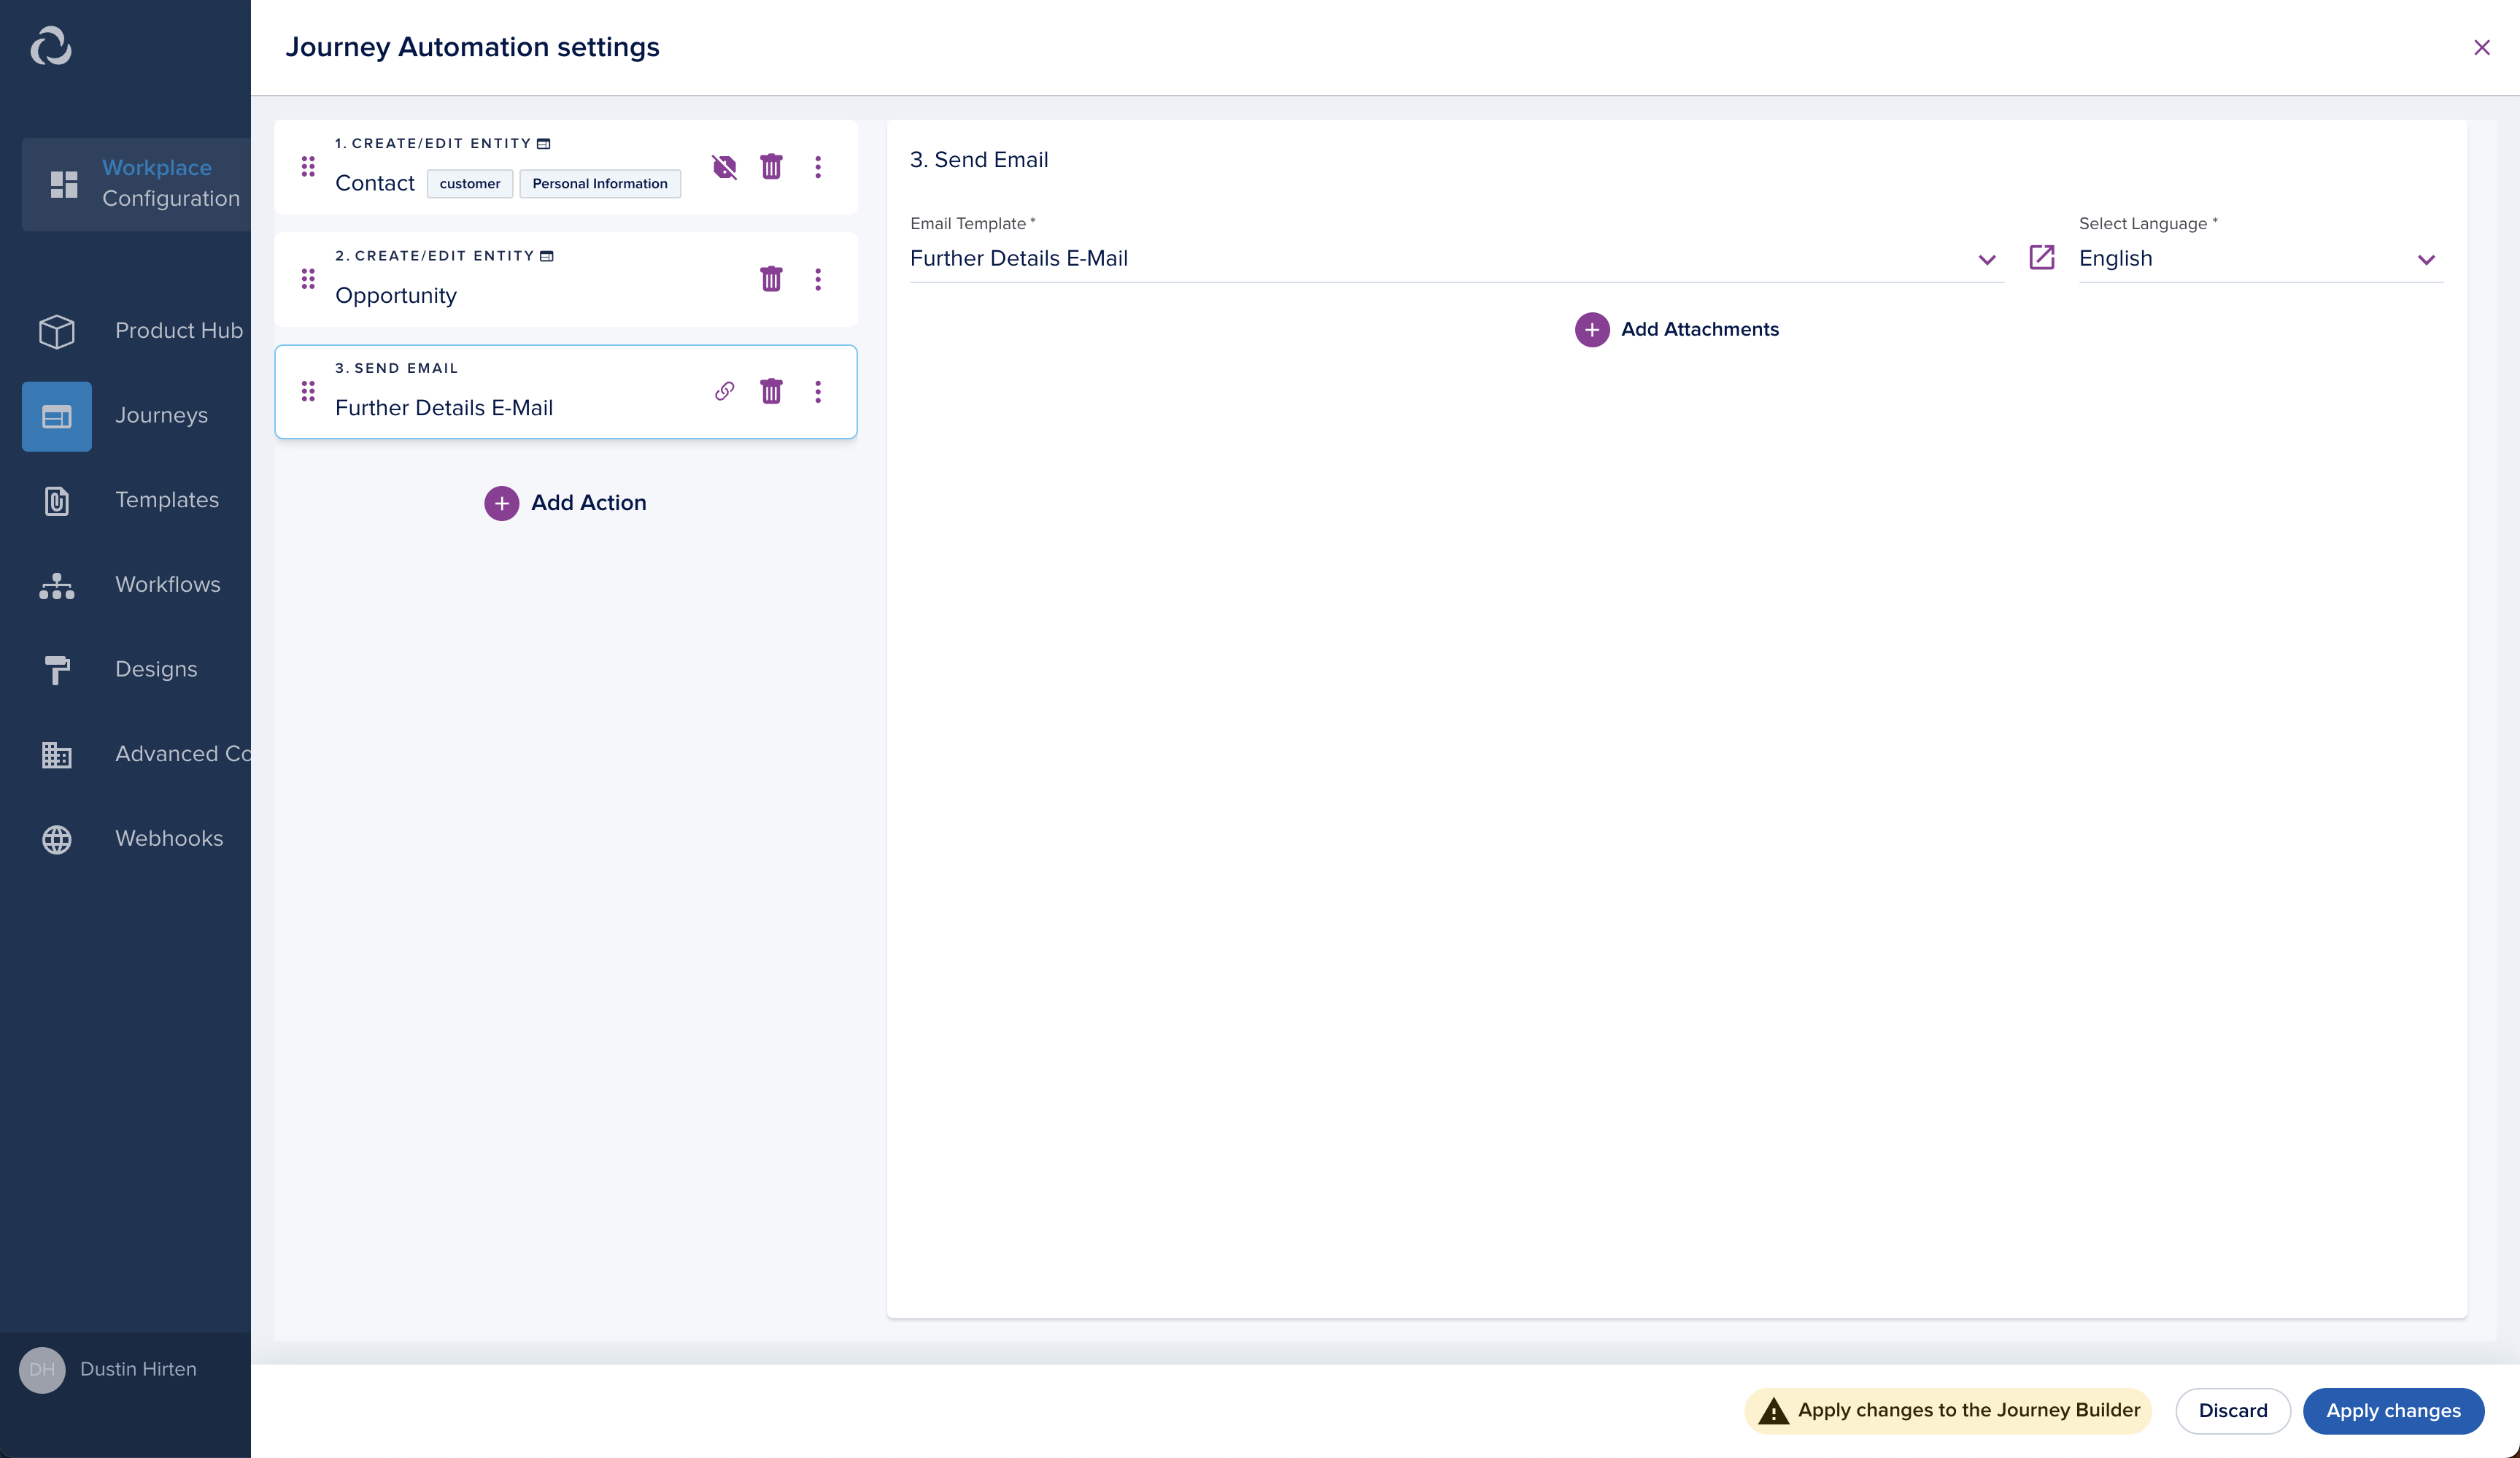 Journey Automation settings
Workplace
Configuration
Product Hub
Journeys
Templates
Workflows
Designs
Advanced Co
Webhooks
DH
Dustin Hirten
1. CREATE/EDIT ENTITY
Contact
customer
Personal Information
2. CREATE/EDIT ENTITY
Opportunity
3. SEND EMAIL
Further Details E-Mail
Add Action
3. Send Email
Email Template *
Further Details E-Mail
Select Language *
English
Add Attachments
Apply changes to the Journey Builder
Discard
Apply changes